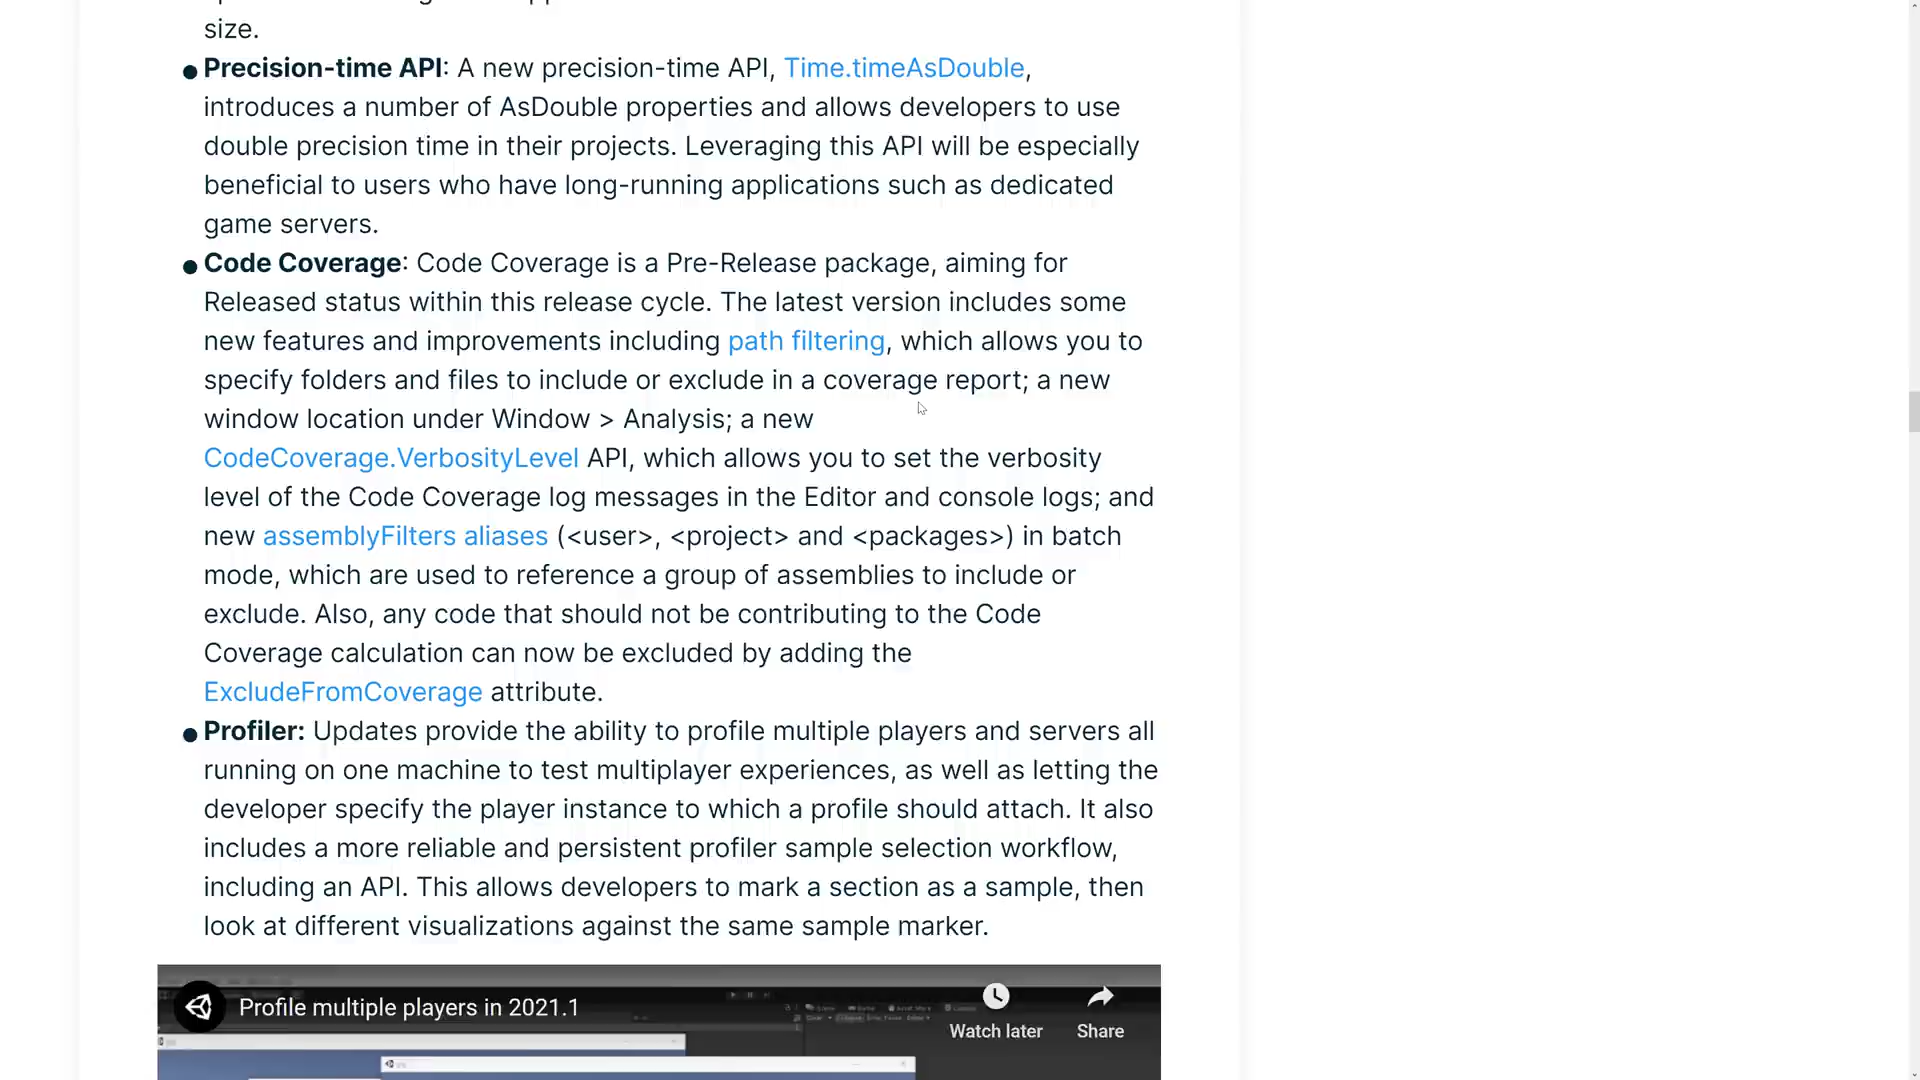 size.
Precision-time API: A new precision-time API, Time.timeAsDouble,
introduces a number of AsDouble properties and allows developers to use
double precision time in their projects. Leveraging this API will be especially
beneficial to users who have long-running applications such as dedicated
game servers.
Code Coverage: Code Coverage is a Pre-Release package, aiming for
Released status within this release cycle. The latest version includes some
new features and improvements including path filtering, which allows you to
specify folders and files to include or exclude in a coverage report; a new
window location under Window > Analysis; a new
CodeCoverage.VerbosityLevel API, which allows you to set the verbosity
level of the Code Coverage log messages in the Editor and console logs; and
new assemblyFilters aliases (<user>, <project> and <packages>) in batch
mode, which are used to reference a group of assemblies to include or
exclude. Also, any code that should not be contributing to the Code
Coverage calculation can now be excluded by adding the
ExcludeFromCoverage attribute.
Profiler: Updates provide the ability to profile multiple players and servers all
running on one machine to test multiplayer experiences, as well as letting the
developer specify the player instance to which a profile should attach. It also
includes a more reliable and persistent profiler sample selection workflow,
including an API. This allows developers to mark a section as a sample, then
look at different visualizations against the same sample marker.
Profile multiple players in 2021.1
Watch later
Share